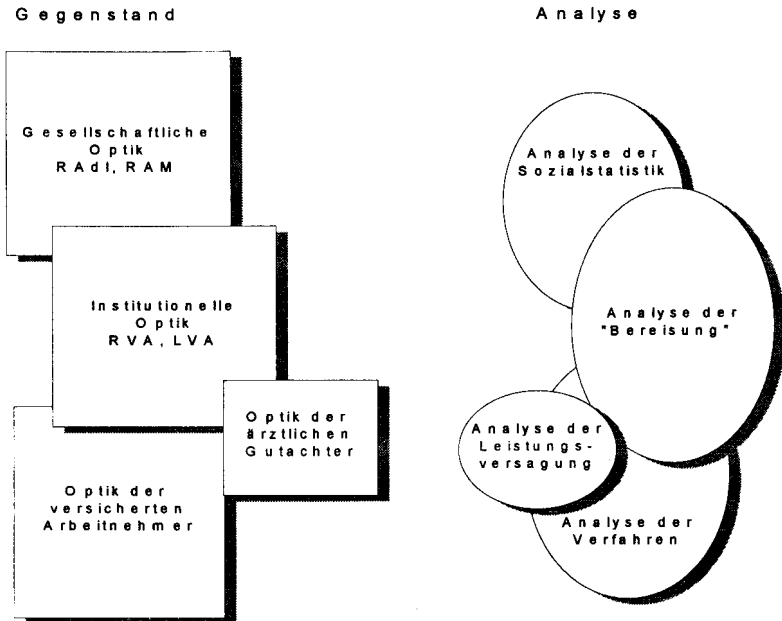 Gegenstand
Gesellschaftliche
Optik
RAdI, RAM
Institutionelle
Optik
RVA, LVA
Optik der
ärztlichen
Gutachter
Optik der
versicherten
Arbeitnehmer
Analyse
Analyse der
Sozialstatistik
Analyse der
"Bereisung"
Analyse der
Leistungs-
versagung
Analyse der
Verfahren